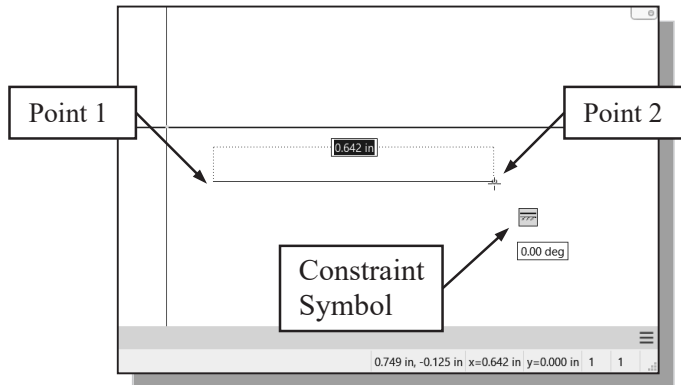 Point 1
Point 2
0.642 in
0.00 deg
Constraint
Symbol
0.749 in, -0.125 in x=0.642 in y=0.000 in 1 1